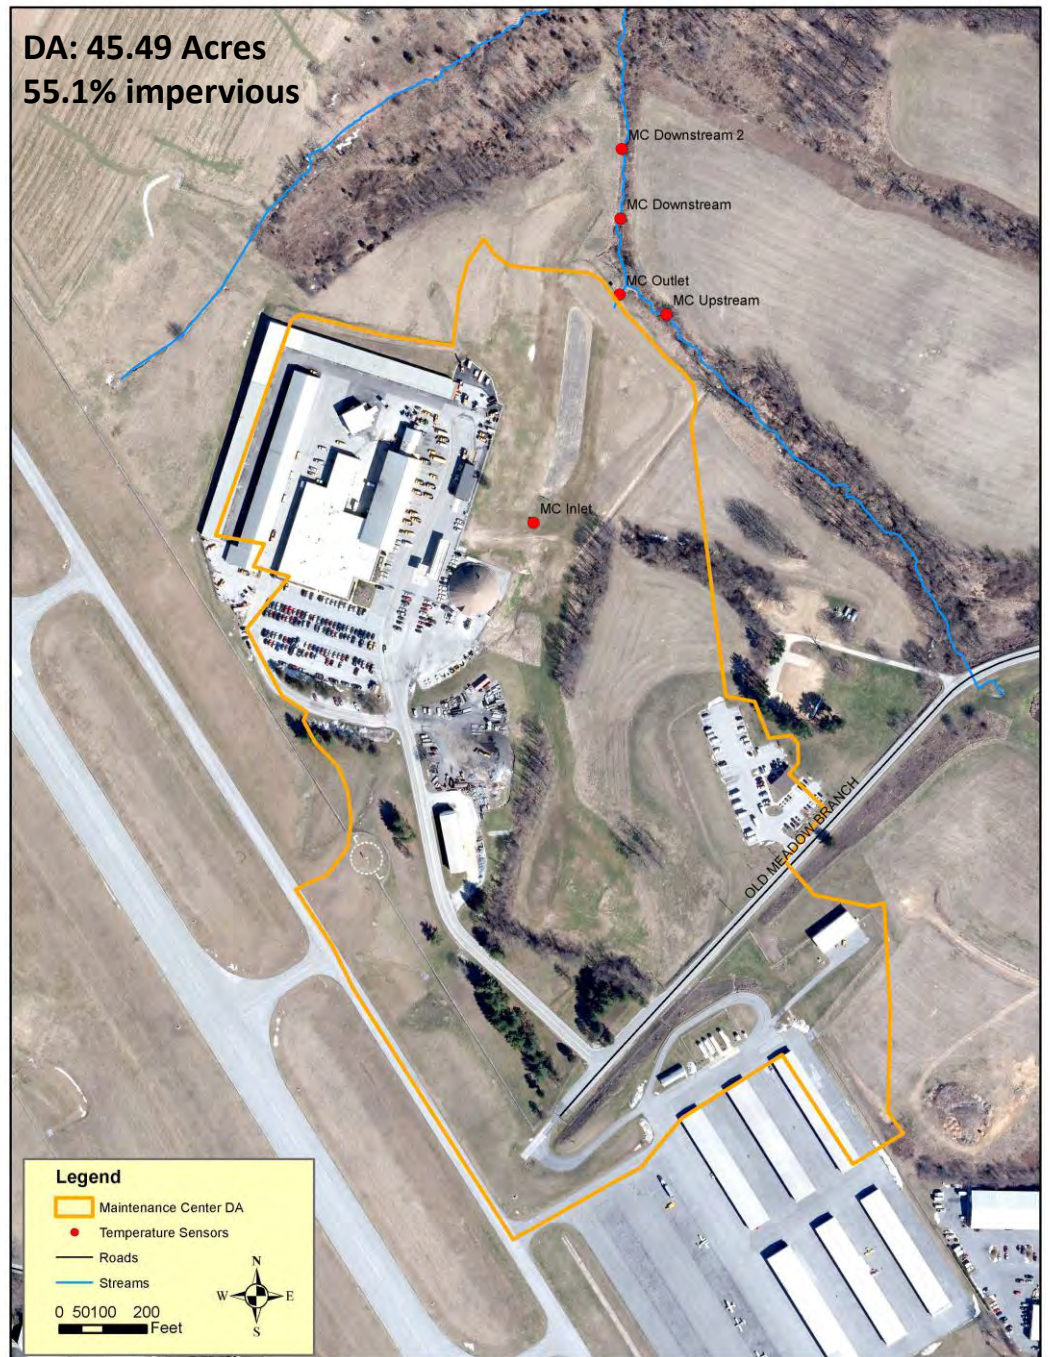 DA: 45.49 Acres
55.1% impervious
MC Downstream 2
MC Downstream
MC Outlet
MC Upstream
MC Inlet
OLD MEADOW BRANCH
Legend
Maintenance Center DA
Temperature Sensors
Roads
Streams
N
W E
S
0 50100 200
Feet